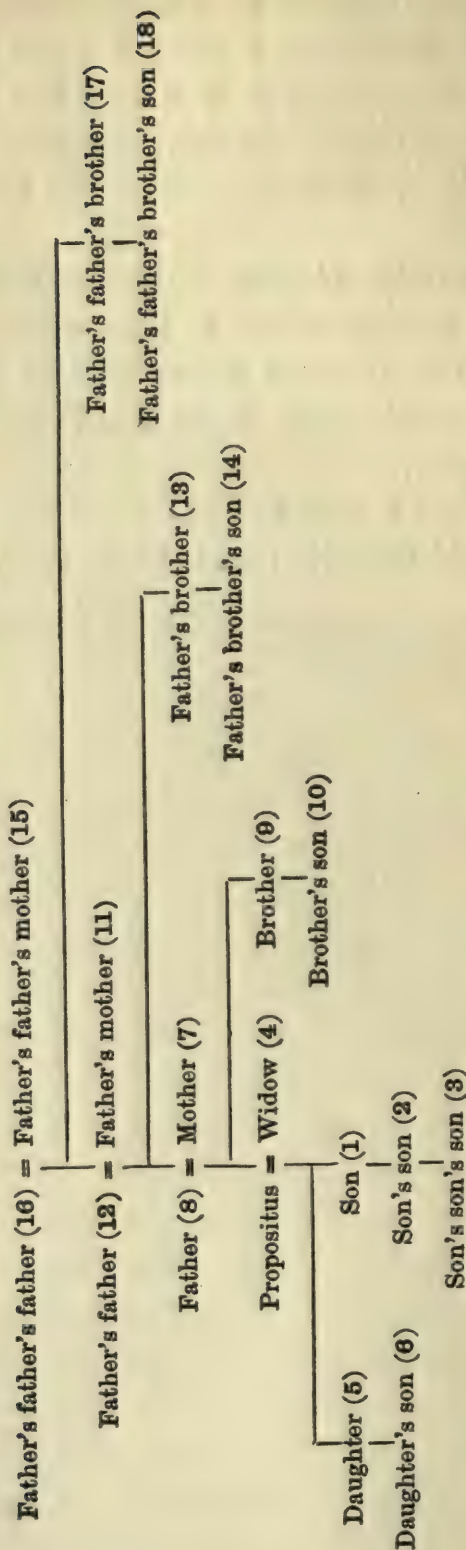 Father's father's father (16) = Father's father's mother (15)
Father's father (12) = Father's mother (11)
Father's father's brother (17)
Father (8) = Mother (7)
Father's brother (13)
Father's father's brother's son (18)
Propositus = Widow (4)
Brother (9)
Father's brother's son (14)
Daughter (5)
Son (1)
Brother's son (10)
Daughter's son (6)
Son's son (2)
Son's son's son (3)